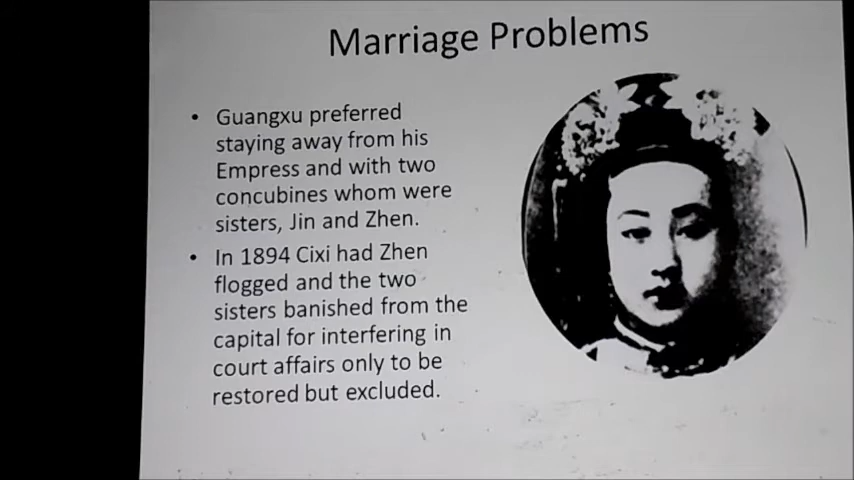 Marriage Problems
• Guangxu preferred
staying away from his
Empress and with two
concubines whom were
sisters, Jin and Zhen.
• In 1894 Cixi had Zhen
flogged and the two
sisters banished from the
capital for interfering in
court affairs only to be
restored but excluded.